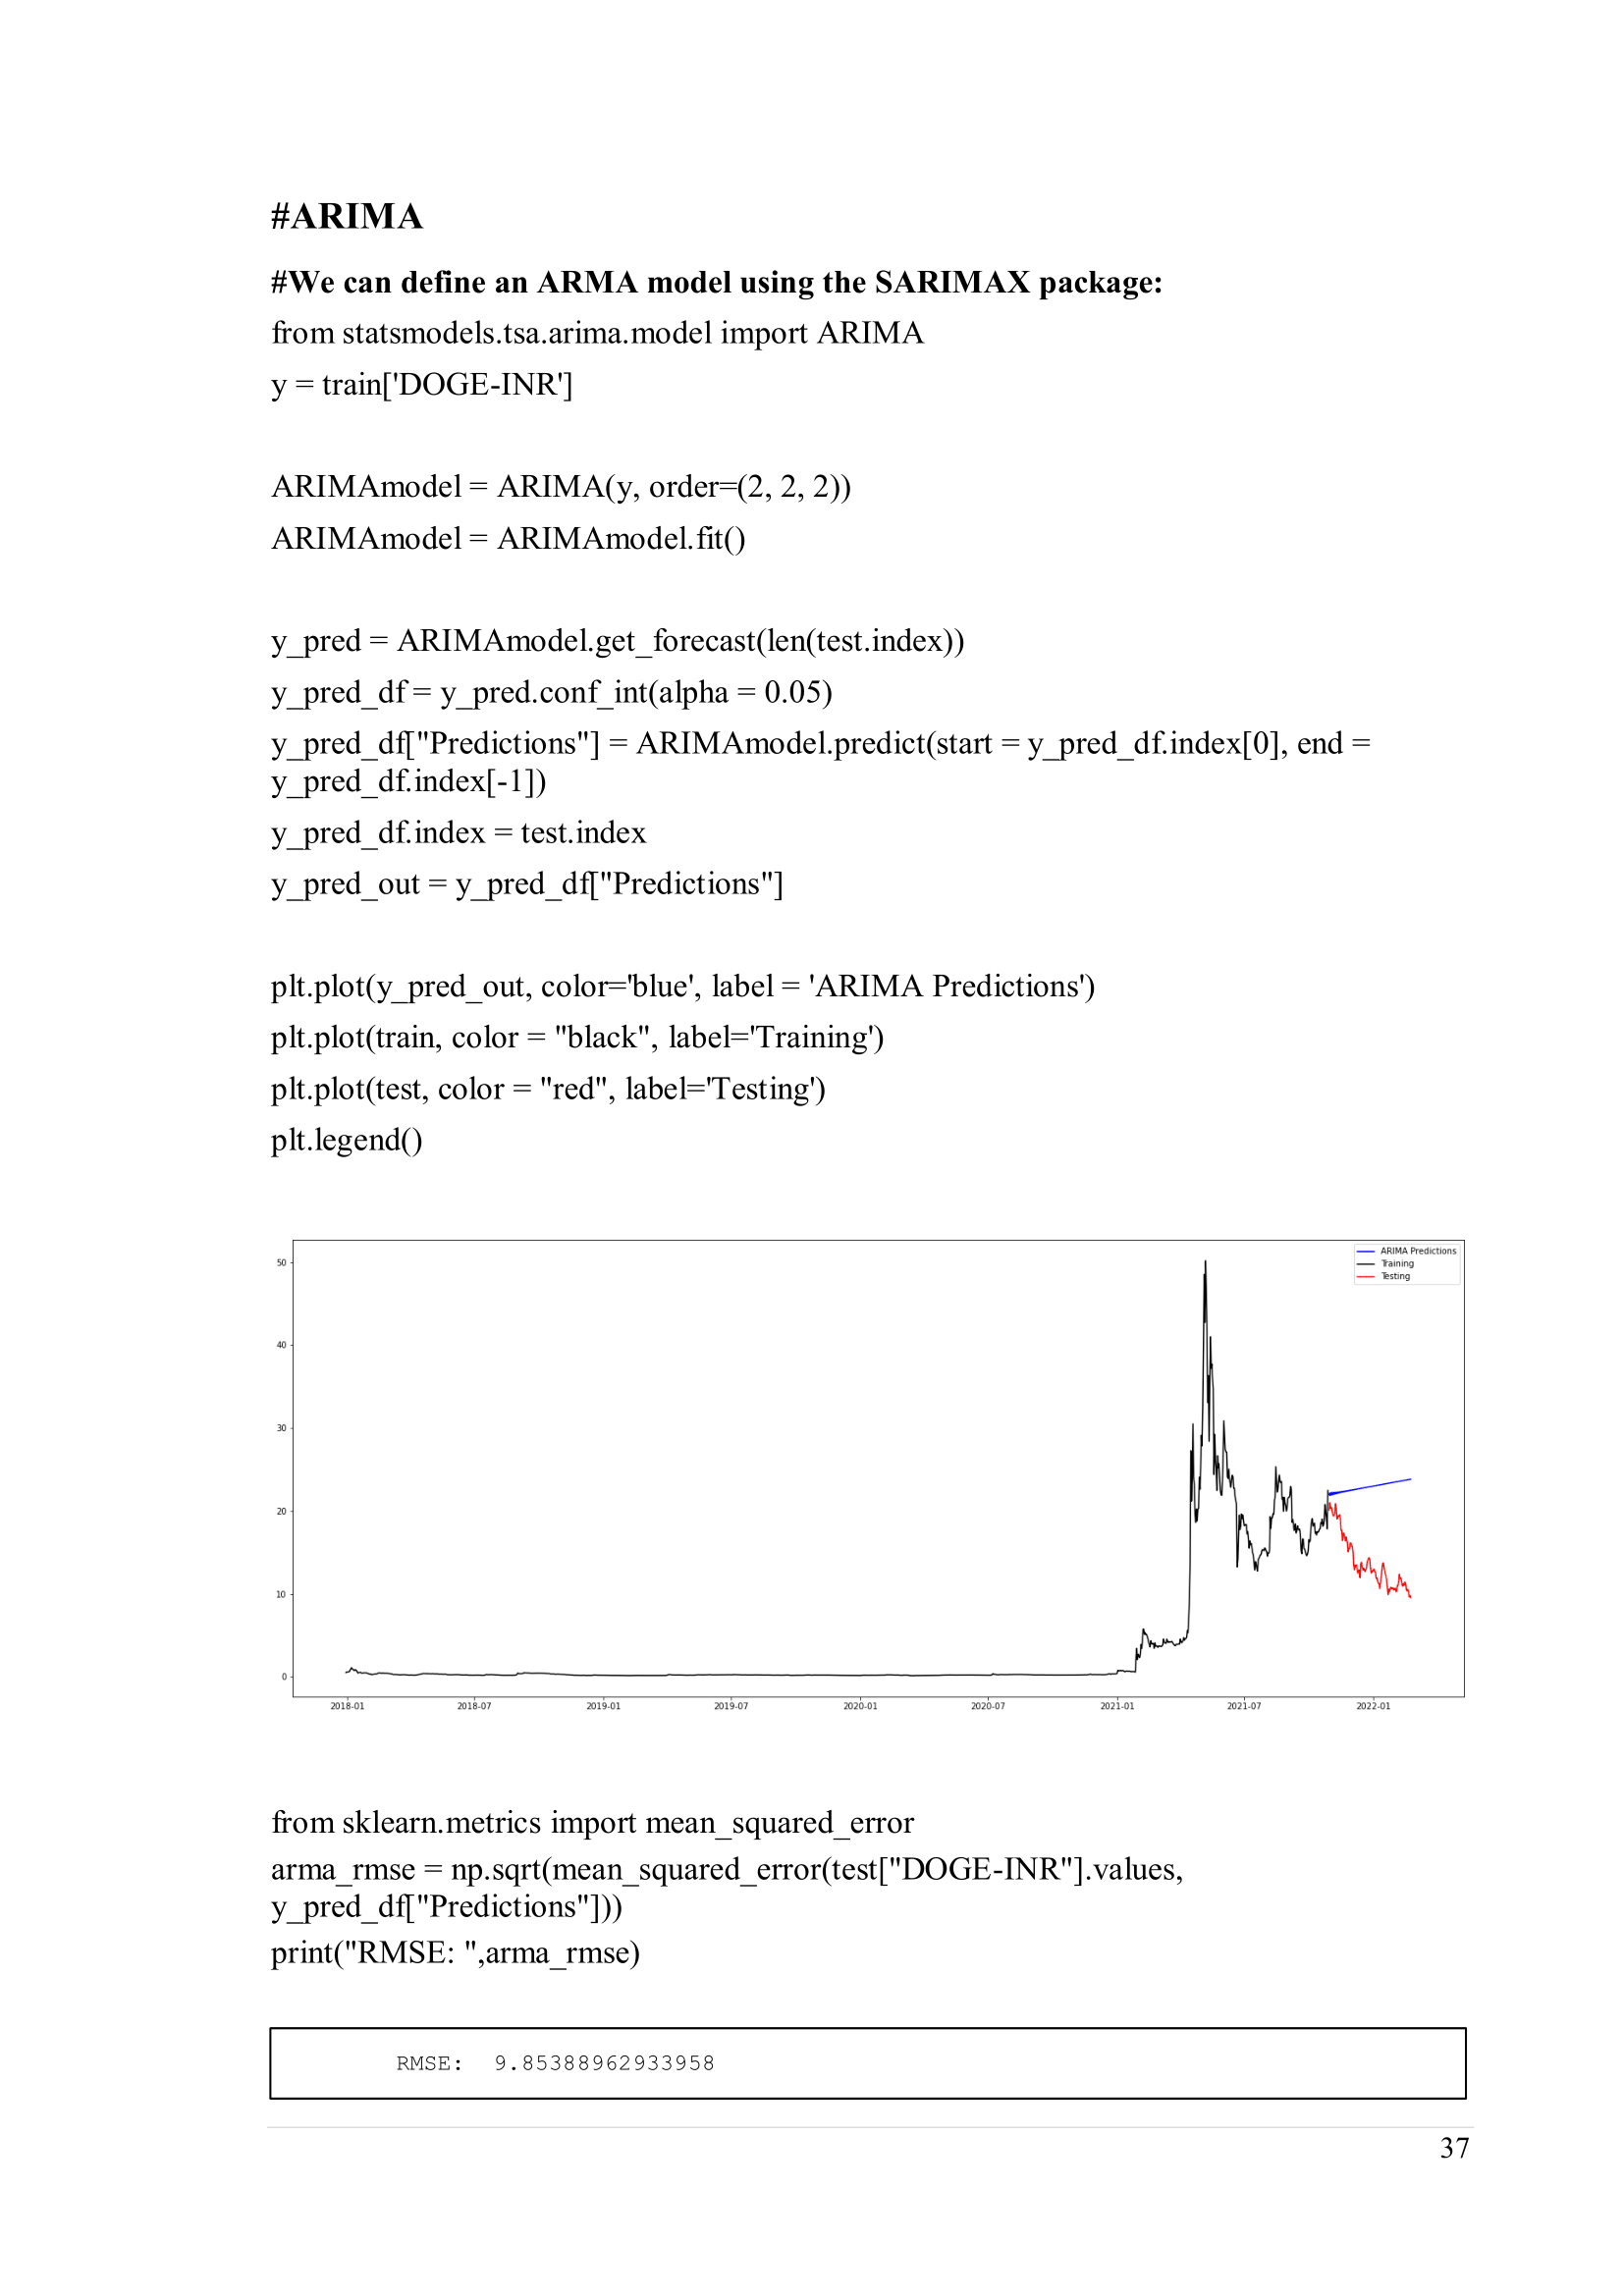 #ARIMA
#We can define an ARMA model using the SARIMAX package:
from statsmodels.tsa.arima.model import ARIMA
y = train['DOGE-INR']
ARIMAmodel = ARIMA(y, order=(2, 2, 2))
ARIMAmodel = ARIMAmodel.fit()
y_pred = ARIMAmodel.get_forecast(len(test.index))
y_pred_df = y_pred.conf_int(alpha = 0.05)
y_pred_df["Predictions"] = ARIMAmodel.predict(start = y_pred_df.index[0], end =
y_pred_df.index[-1])
y_pred_df.index = test.index
y_pred_out = y_pred_df["Predictions"]
plt.plot(y_pred_out, color='blue', label = 'ARIMA Predictions')
plt.plot(train, color = "black", label='Training')
plt.plot(test, color = "red", label='Testing')
plt.legend()
ARIMA Predictions
Training
Testing
50
40
30
20
10
0
2018-01 2018-07 2019-01 2019-07 2020-01 2020-07 2021-01 2021-07 2022-01
from sklearn.metrics import mean_squared_error
arma_rmse = np.sqrt(mean_squared_error(test["DOGE-INR"].values,
y_pred_df["Predictions"]))
print("RMSE: ",arma_rmse)
RMSE:  9.85388962933958
37